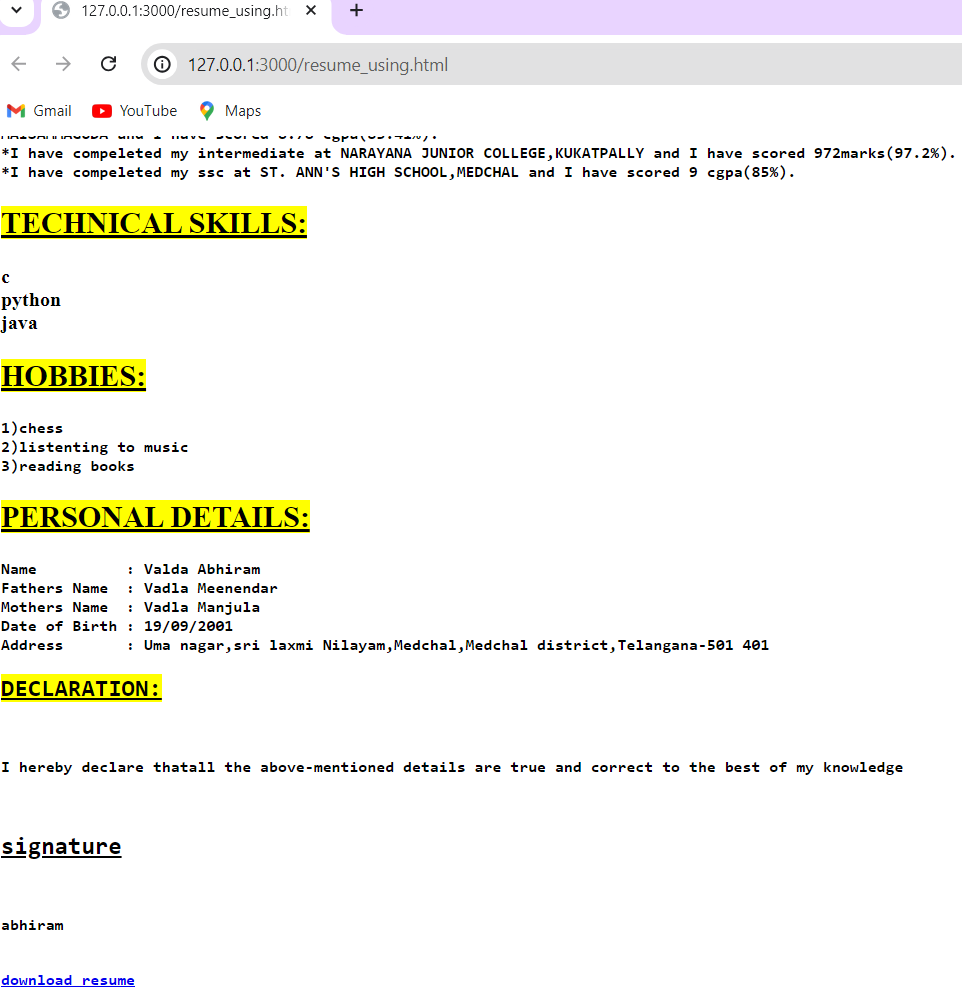 127.0.0.1:3000/resume_using.ht
127.0.0.1:3000/resume_using.html
Gmail YouTube Maps
and I have scored
*I have compeleted my intermediate at NARAYANA JUNIOR COLLEGE,KUKATPALLY and I have scored 972marks(97.2%).
*I have compeleted my ssc at ST. ANN'S HIGH SCHOOL,MEDCHAL and I have scored 9 cgpa(85%).
TECHNICAL SKILLS:
c
python
java
HOBBIES:
1)chess
2)listenting to music
3)reading books
PERSONAL DETAILS:
Name : Valda Abhiram
Fathers Name : Vadla Meenendar
Mothers Name : Vadla Manjula
Date of Birth : 19/09/2001
Address : Uma nagar,sri laxmi Nilayam,Medchal,Medchal district,Telangana-501 401
DECLARATION:
I hereby declare thatall the above-mentioned details are true and correct to the best of my knowledge
signature
abhiram
download resume